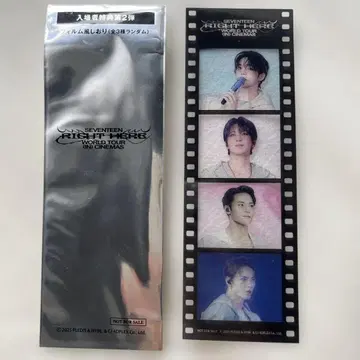 入場者特典第2弾
フィルム風しおり(全3種ランダム)
SEVENTEEN
RIGHT HERE
WORLD TOUR
IN CINEMAS
NOT FOR SALE
SEVENTEEN
RIGHT HERE
WORLD TOUR
IN CINEMAS